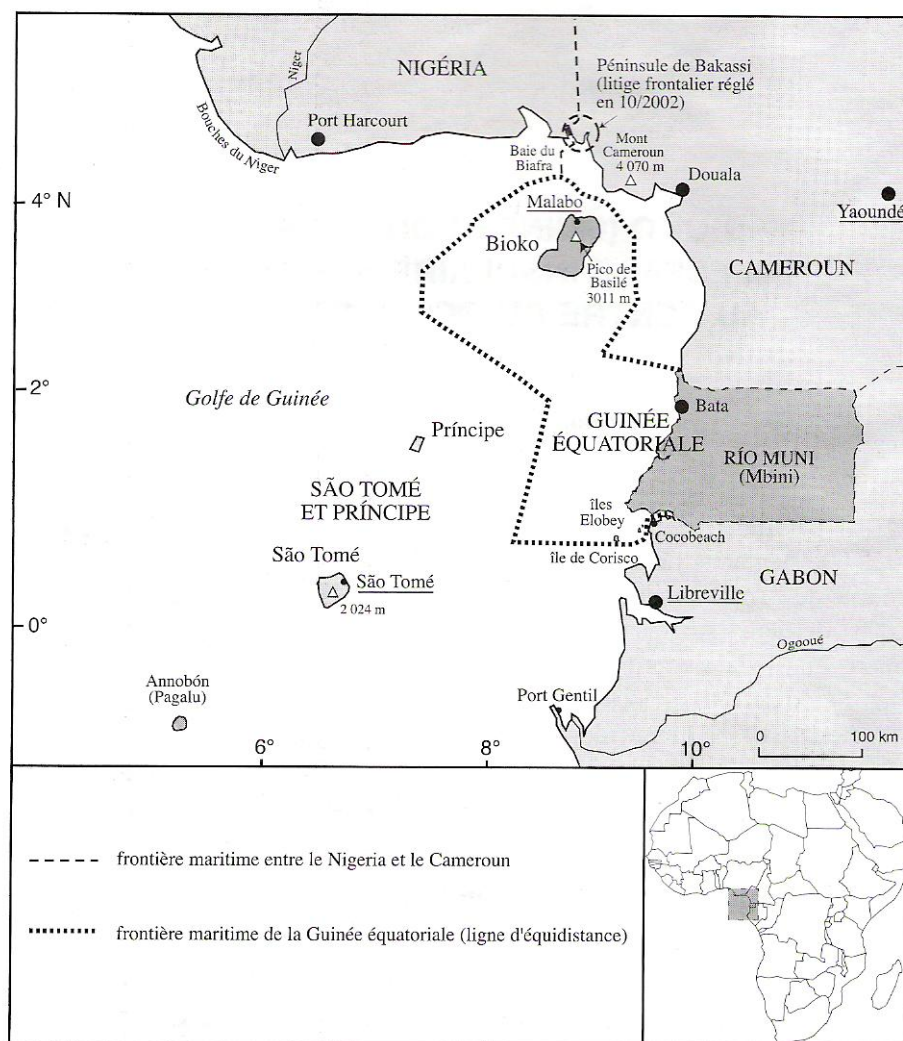 NIGÉRIA
Niger
Péninsule de Bakassi
(litige frontalier réglé
en 10/2002)
Port Harcourt
Bouches du Niger
Baie du
Biafra
Mont
Cameroun
4 070 m
Douala
4° N
Malabo
Yaoundé
Bioko
Pico de
Basilé
3011 m
CAMEROUN
2°
Golfe de Guinée
Bata
GUINÉE
ÉQUATORIALE
Príncipe
RÍO MUNI
(Mbini)
SÃO TOMÉ
ET PRÍNCIPE
îles
Elobey
Cocobeach
île de Corisco
São Tomé
São Tomé
2 024 m
GABON
Libreville
0°
Ogooué
Annobón
(Pagalu)
Port Gentil
0 100 km
6° 8° 10°
frontière maritime entre le Nigeria et le Cameroun
frontière maritime de la Guinée équatoriale (ligne d'équidistance)